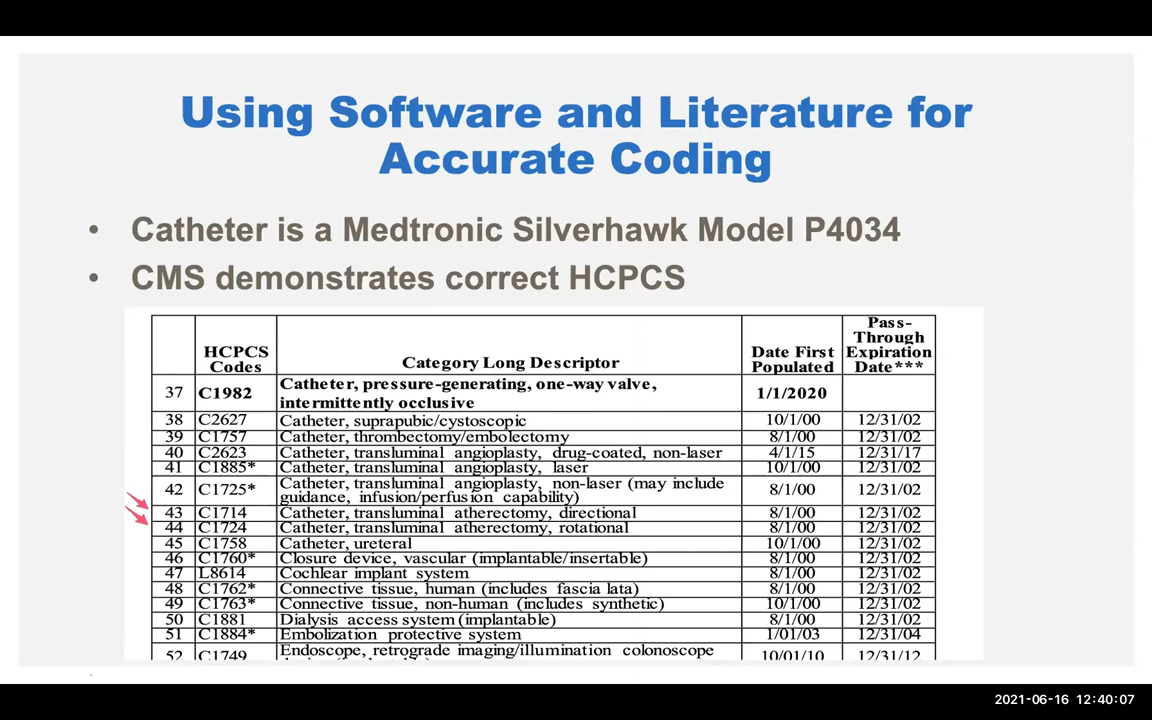 Using Software and Literature for
Accurate Coding
• Catheter is a Medtronic Silverhawk Model P4034
• CMS demonstrates correct HCPCS
HCPCS Codes Category Long Descriptor Date First Populated Pass-Through Expiration Date***
37 C1982 Catheter, pressure-generating, one-way valve, intermittently occlusive 1/1/2020
38 C2627 Catheter, suprapubic/cystoscopic 10/1/00 12/31/02
39 C1757 Catheter, thrombectomy/embolectomy 8/1/00 12/31/02
40 C2623 Catheter, transluminal angioplasty, drug-coated, non-laser 4/1/15 12/31/17
41 C1885* Catheter, transluminal angioplasty, laser 10/1/00 12/31/02
42 C1725* Catheter, transluminal angioplasty, non-laser (may include guidance, infusion/perfusion capability) 8/1/00 12/31/02
43 C1714 Catheter, transluminal atherectomy, directional 8/1/00 12/31/02
44 C1724 Catheter, transluminal atherectomy, rotational 8/1/00 12/31/02
45 C1758 Catheter, ureteral 10/1/00 12/31/02
46 C1760* Closure device, vascular (implantable/insertable) 8/1/00 12/31/02
47 L8614 Cochlear implant system 8/1/00 12/31/02
48 C1762* Connective tissue, human (includes fascia lata) 8/1/00 12/31/02
49 C1763* Connective tissue, non-human (includes synthetic) 10/1/00 12/31/02
50 C1881 Dialysis access system (implantable) 8/1/00 12/31/02
51 C1884* Embolization protective system 1/01/03 12/31/04
52 C1749 Endoscope, retrograde imaging/illumination colonoscope 10/01/10 12/31/12
2021-06-16 12:40:07